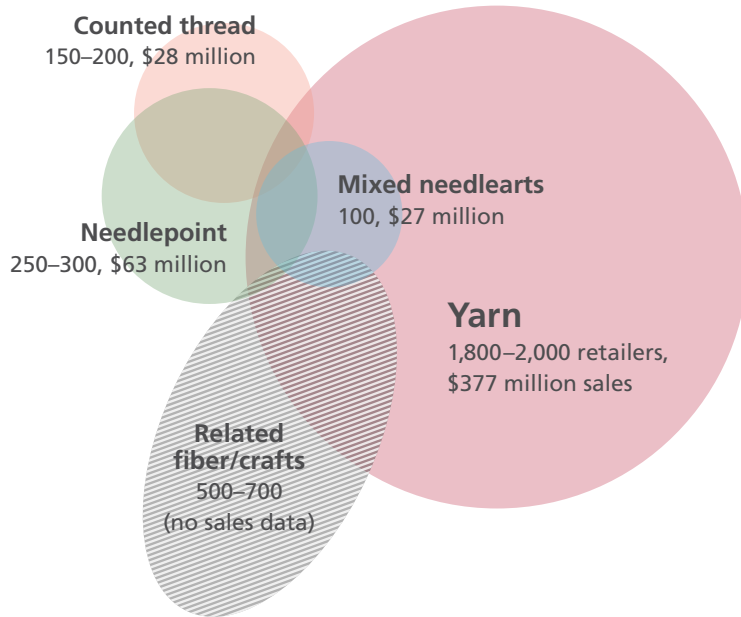 Counted thread
150–200, $28 million
Mixed needlearts
100, $27 million
Needlepoint
250–300, $63 million
Yarn
1,800–2,000 retailers,
$377 million sales
Related
fiber/crafts
500–700
(no sales data)